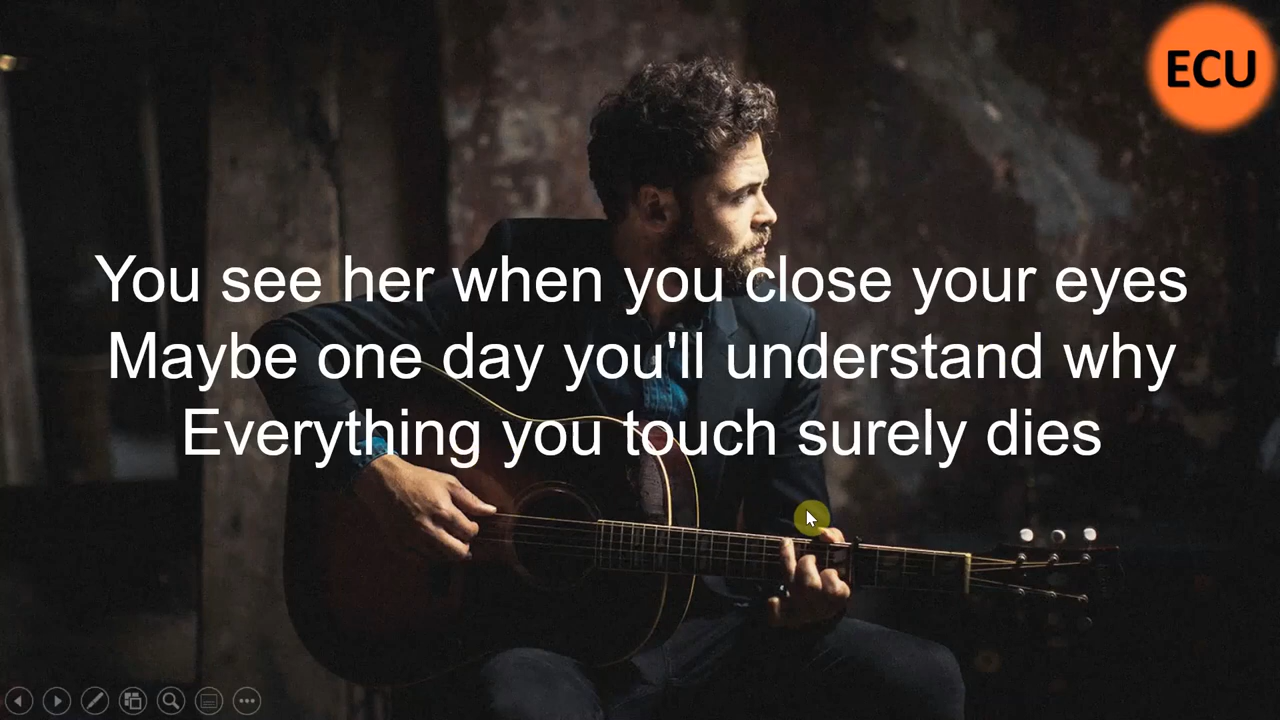 ECU
You see her when you close your eyes
Maybe one day you'll understand why
Everything you touch surely dies